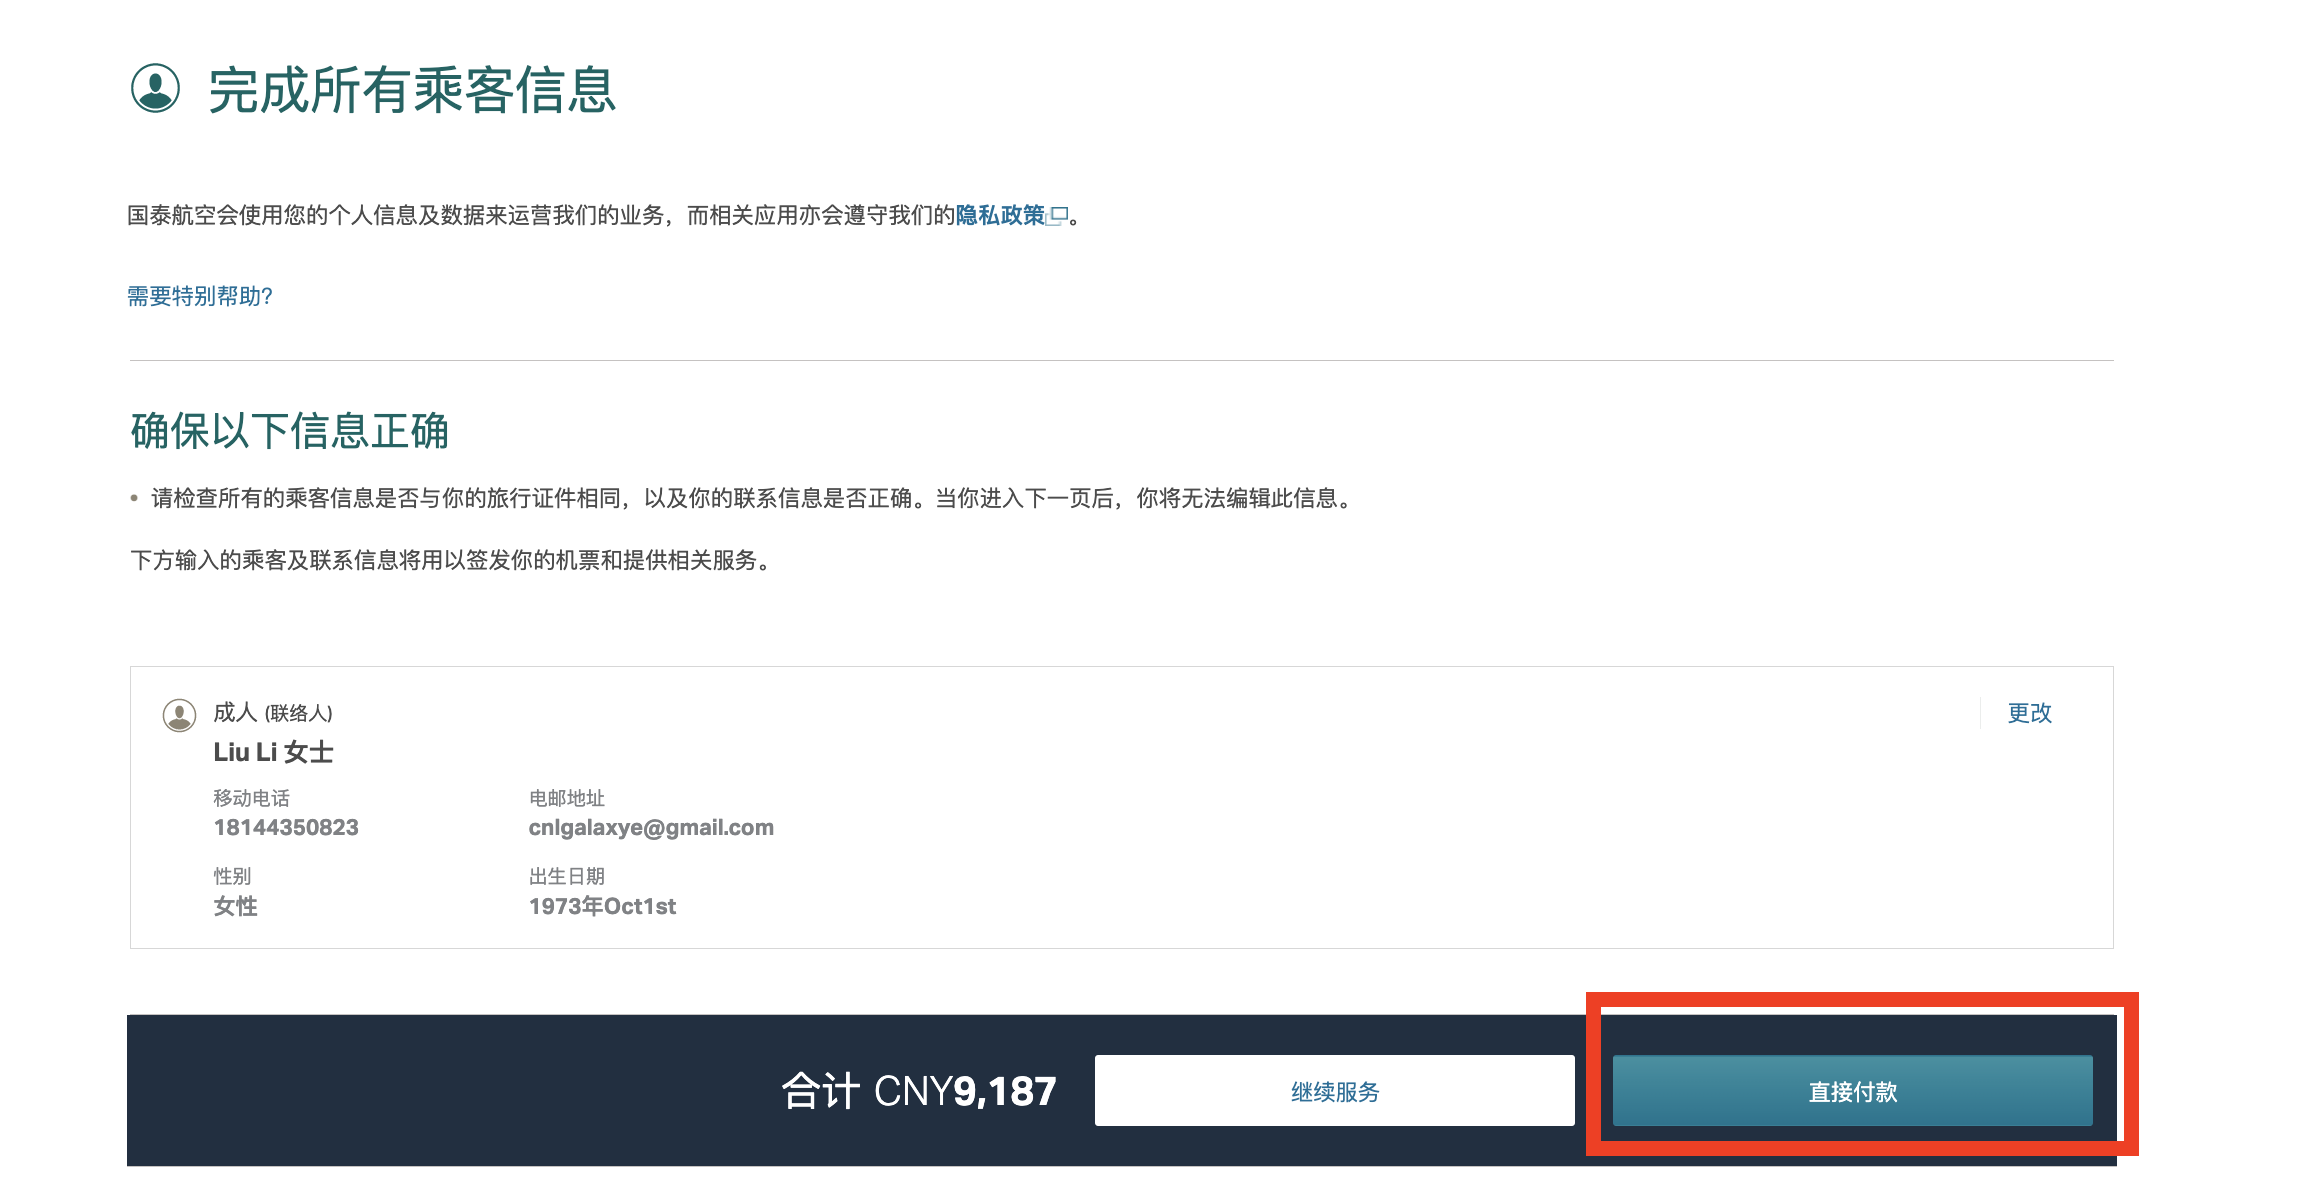 完成所有乘客信息
国泰航空会使用您的个人信息及数据来运营我们的业务，而相关应用亦会遵守我们的隐私政策。
需要特别帮助?
确保以下信息正确
• 请检查所有的乘客信息是否与你的旅行证件相同，以及你的联系信息是否正确。当你进入下一页后，你将无法编辑此信息。
下方输入的乘客及联系信息将用以签发你的机票和提供相关服务。
成人 (联络人) 更改
Liu Li 女士
移动电话 电邮地址
18144350823 cnlgalaxye@gmail.com
性别 出生日期
女性 1973年Oct1st
合计 CNY9,187 继续服务 直接付款